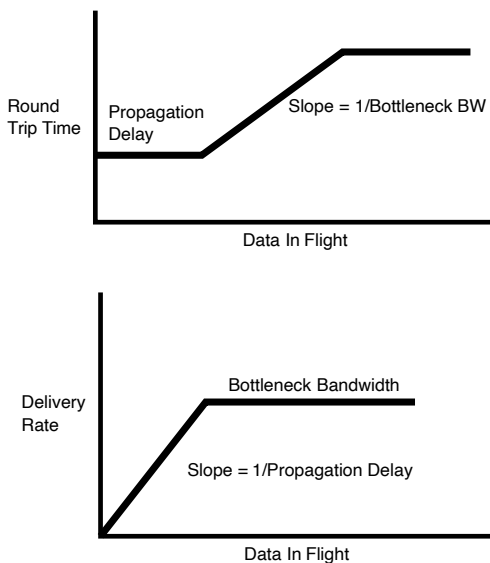 Round
Trip Time
Propagation
Delay
Slope = 1/Bottleneck BW
Data In Flight
Delivery
Rate
Bottleneck Bandwidth
Slope = 1/Propagation Delay
Data In Flight